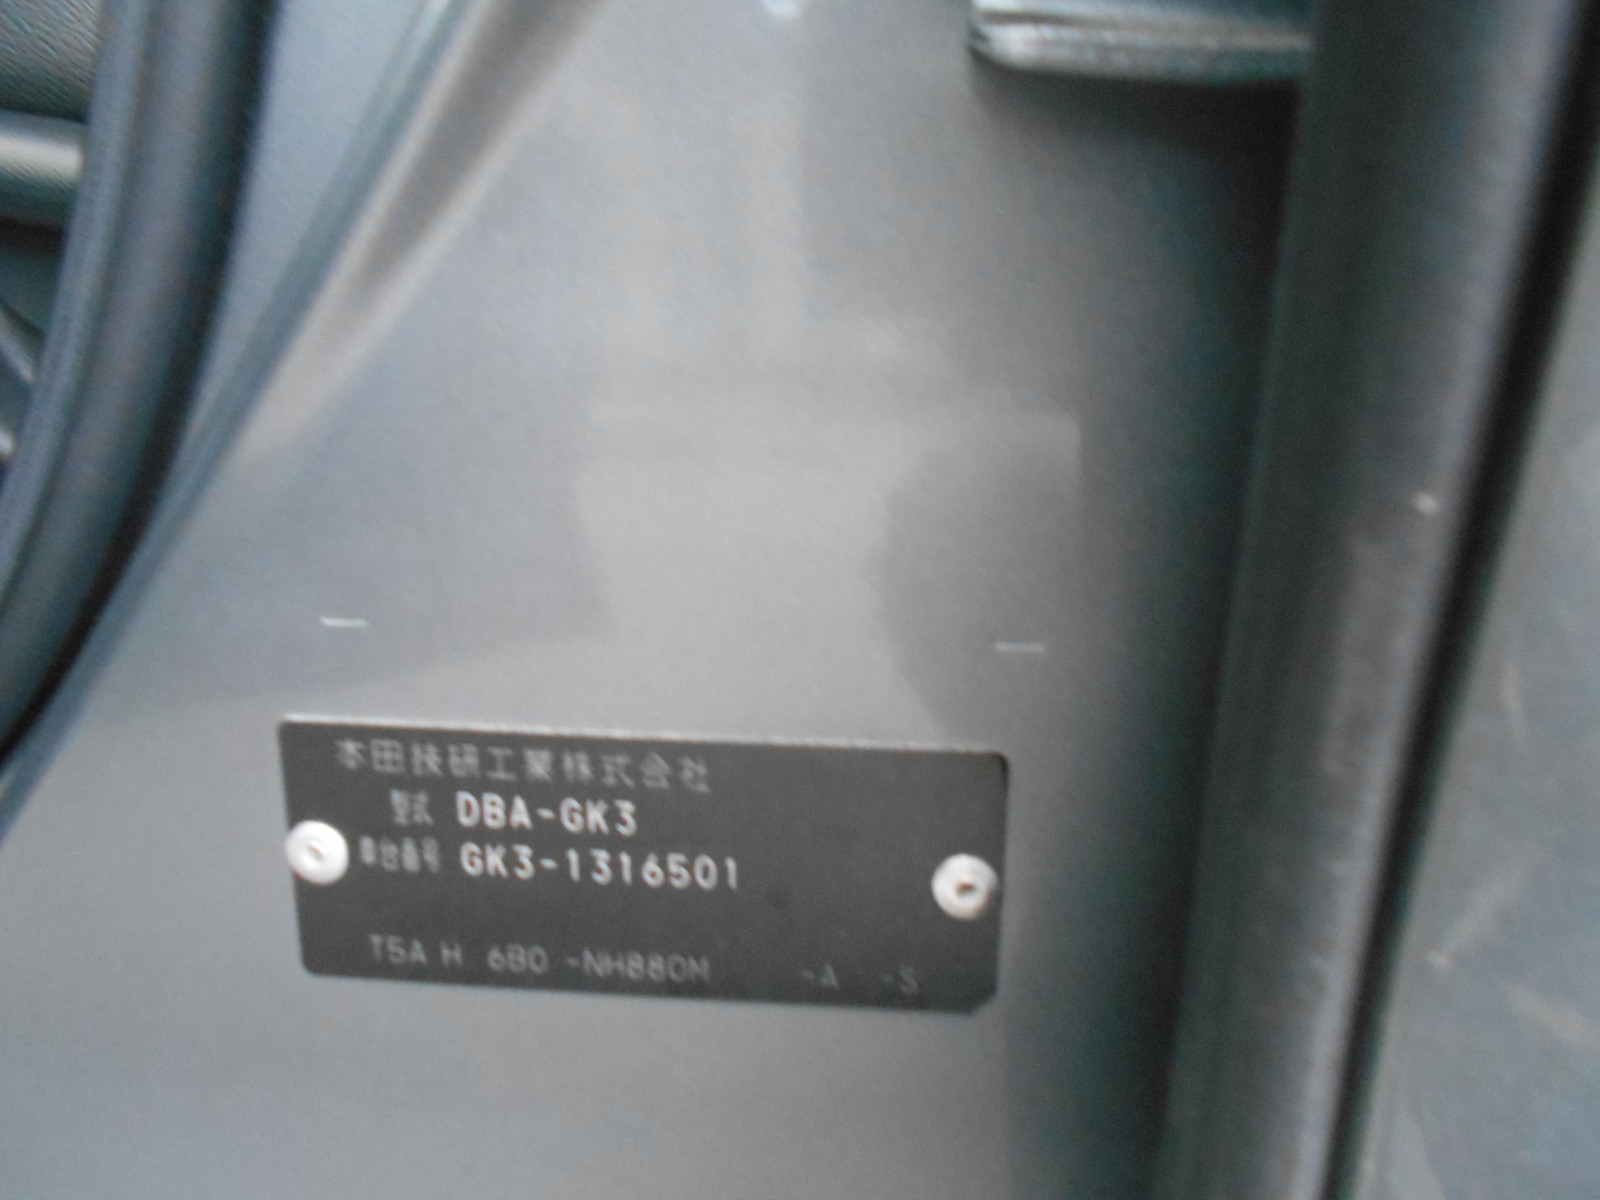 本田技研工業株式会社
型式 DBA-GK3
車台番号 GK3-1316501
T5A H 6B0 -NH880M -A -S